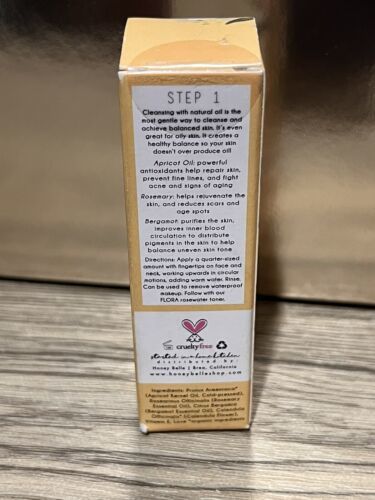 STEP 1
Cleansing with natural oil is the
most gentle way to cleanse and
achieve balanced skin. It's even
great for oily skin. It creates a
healthy balance so your skin
doesn't over produce oil!
Apricot Oil: powerful
antioxidants help repair skin,
prevent fine lines, and fight
acne and signs of aging
Rosemary: helps rejuvenate the
skin, and reduces scars and
age spots
Bergamot: purifies the skin,
improves inner blood
circulation to distribute
pigments in the skin to help
balance uneven skin tone
Directions: Apply a quarter-sized
amount with fingertips on face and
neck, working upwards in circular
motions, adding warm water. Rinse.
Can be used to remove waterproof
makeup. Follow with our
FLORA rosewater toner.
crueltyfree
started in a home kitchen
distributed by
Honey Belle | Brea, California
www.honeybelleshop.com
Ingredients: Prunus Armeniaca*
(Apricot Kernel Oil, Cold-pressed),
Rosmarinus Officinalis (Rosemary
Essential Oil), Citrus Bergamia
(Bergamot Essential Oil), Calendula
Officinalis* (Calendula Flower),
Vitamin E, Love *organic ingredients